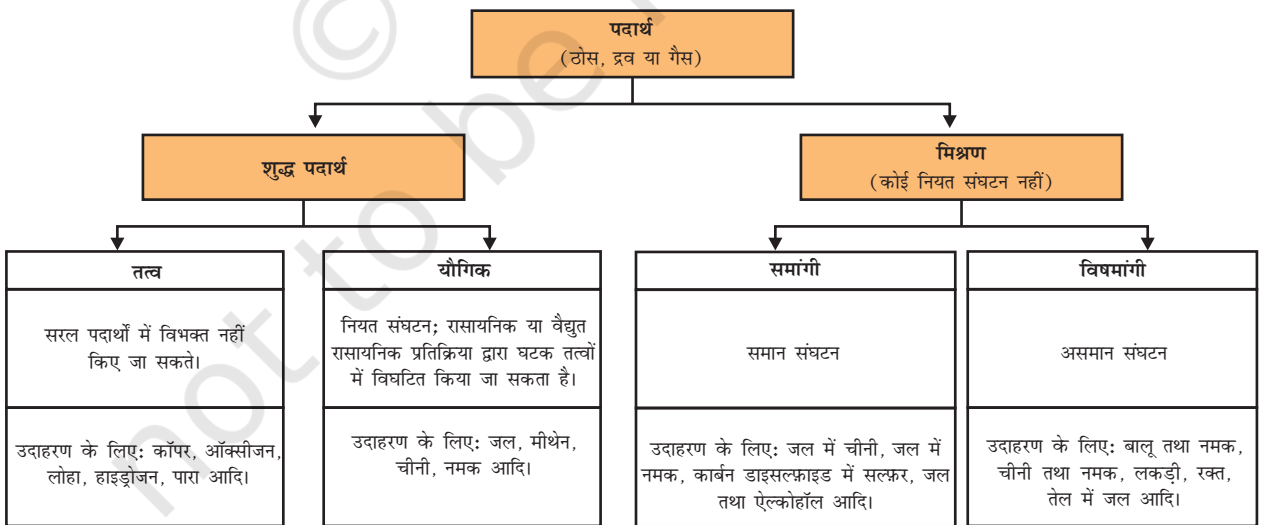 पदार्थ
(ठोस, द्रव या गैस)
शुद्ध पदार्थ
मिश्रण
(कोई नियत संघटन नहीं)
तत्व
सरल पदार्थों में विभक्त नहीं
किए जा सकते।
उदाहरण के लिए: कॉपर, ऑक्सीजन,
लोहा, हाइड्रोजन, पारा आदि।
यौगिक
नियत संघटन; रासायनिक या वैद्युत
रासायनिक प्रतिक्रिया द्वारा घटक तत्वों
में विघटित किया जा सकता है।
उदाहरण के लिए: जल, मीथेन,
चीनी, नमक आदि।
समांगी
समान संघटन
उदाहरण के लिए: जल में चीनी, जल में
नमक, कार्बन डाइसल्फ़ाइड में सल्फ़र, जल
तथा ऐल्कोहॉल आदि।
विषमांगी
असमान संघटन
उदाहरण के लिए: बालू तथा नमक,
चीनी तथा नमक, लकड़ी, रक्त,
तेल में जल आदि।
©
not to be